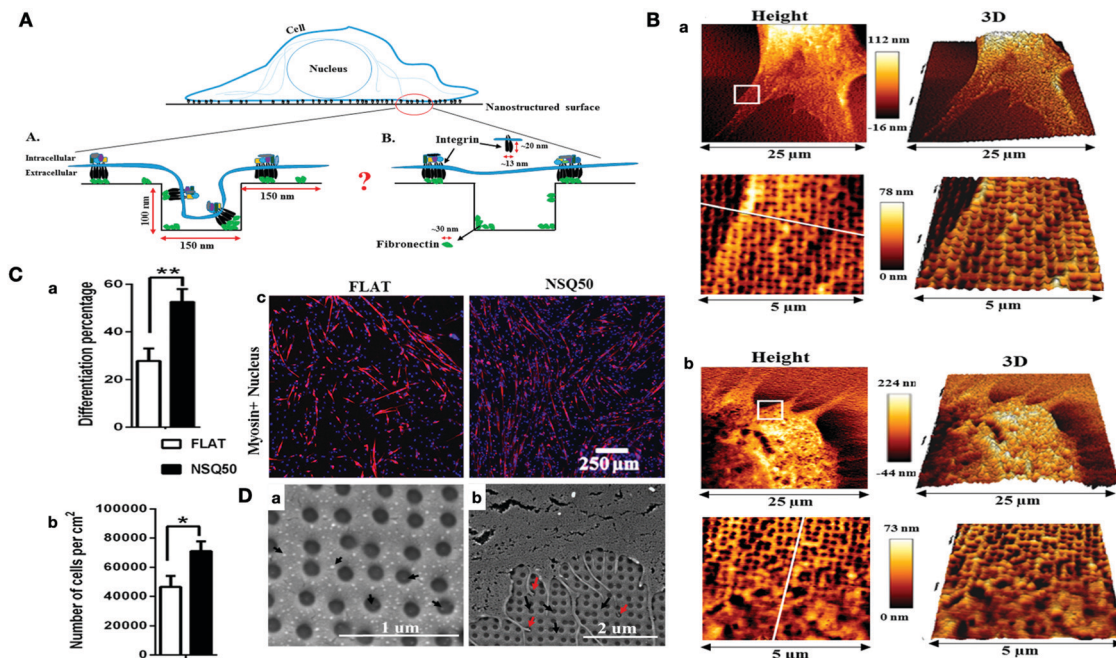 A
Cell
Nucleus
Nanostructured surface
A.
Intracellular
Extracellular
100 nm
150 nm
150 nm
?
B.
Integrin
~20 nm
~13 nm
~30 nm
Fibronectin
B
a
Height
3D
112 nm
-16 nm
25 µm
25 µm
78 nm
0 nm
5 µm
5 µm
b
Height
3D
224 nm
-44 nm
25 µm
25 µm
73 nm
0 nm
5 µm
5 µm
C
a
Differentiation percentage
60
40
20
0
**
FLAT
NSQ50
b
Number of cells per cm2
100000
80000
60000
40000
20000
0
*
c
FLAT
NSQ50
Myosin+ Nucleus
250 µm
D
a
1 um
b
2 um